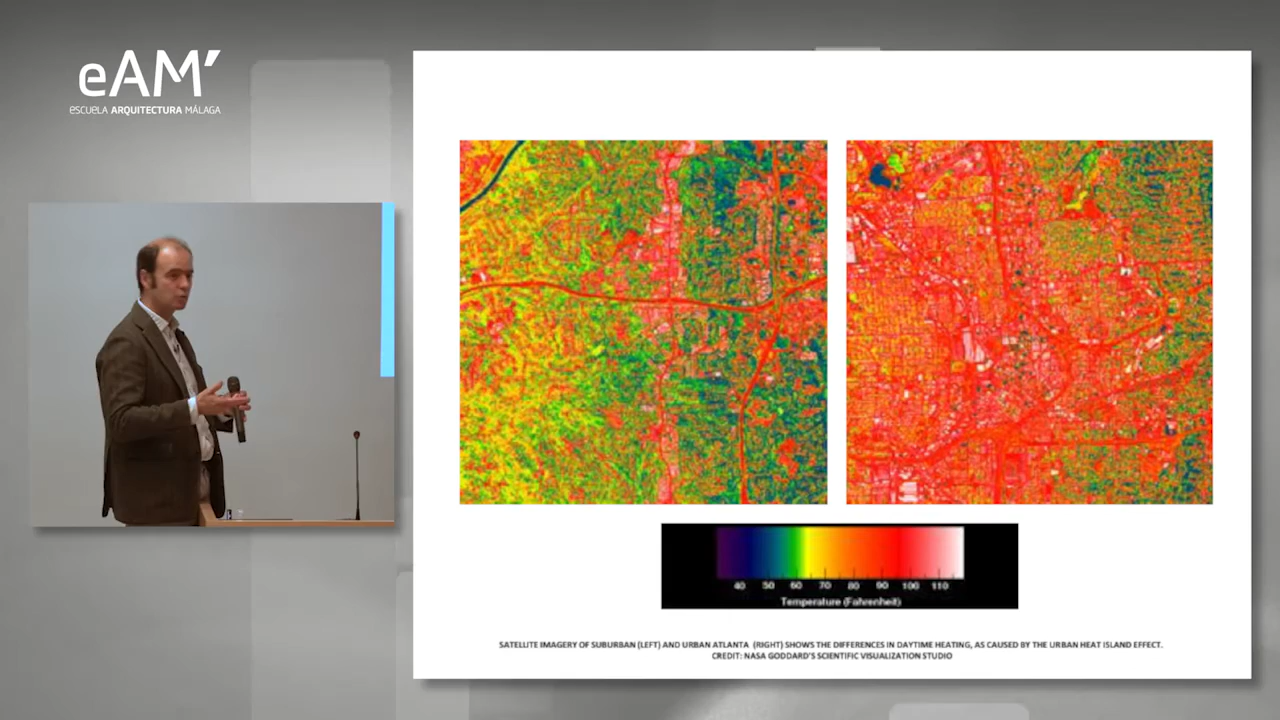 eAM'
ESCUELA ARQUITECTURA MÁLAGA
40 50 60 70 80 90 100 110
Temperature (Fahrenheit)
SATELLITE IMAGERY OF SUBURBAN (LEFT) AND URBAN ATLANTA (RIGHT) SHOWS THE DIFFERENCES IN DAYTIME HEATING, AS CAUSED BY THE URBAN HEAT ISLAND EFFECT.
CREDIT: NASA GODDARD'S SCIENTIFIC VISUALIZATION STUDIO